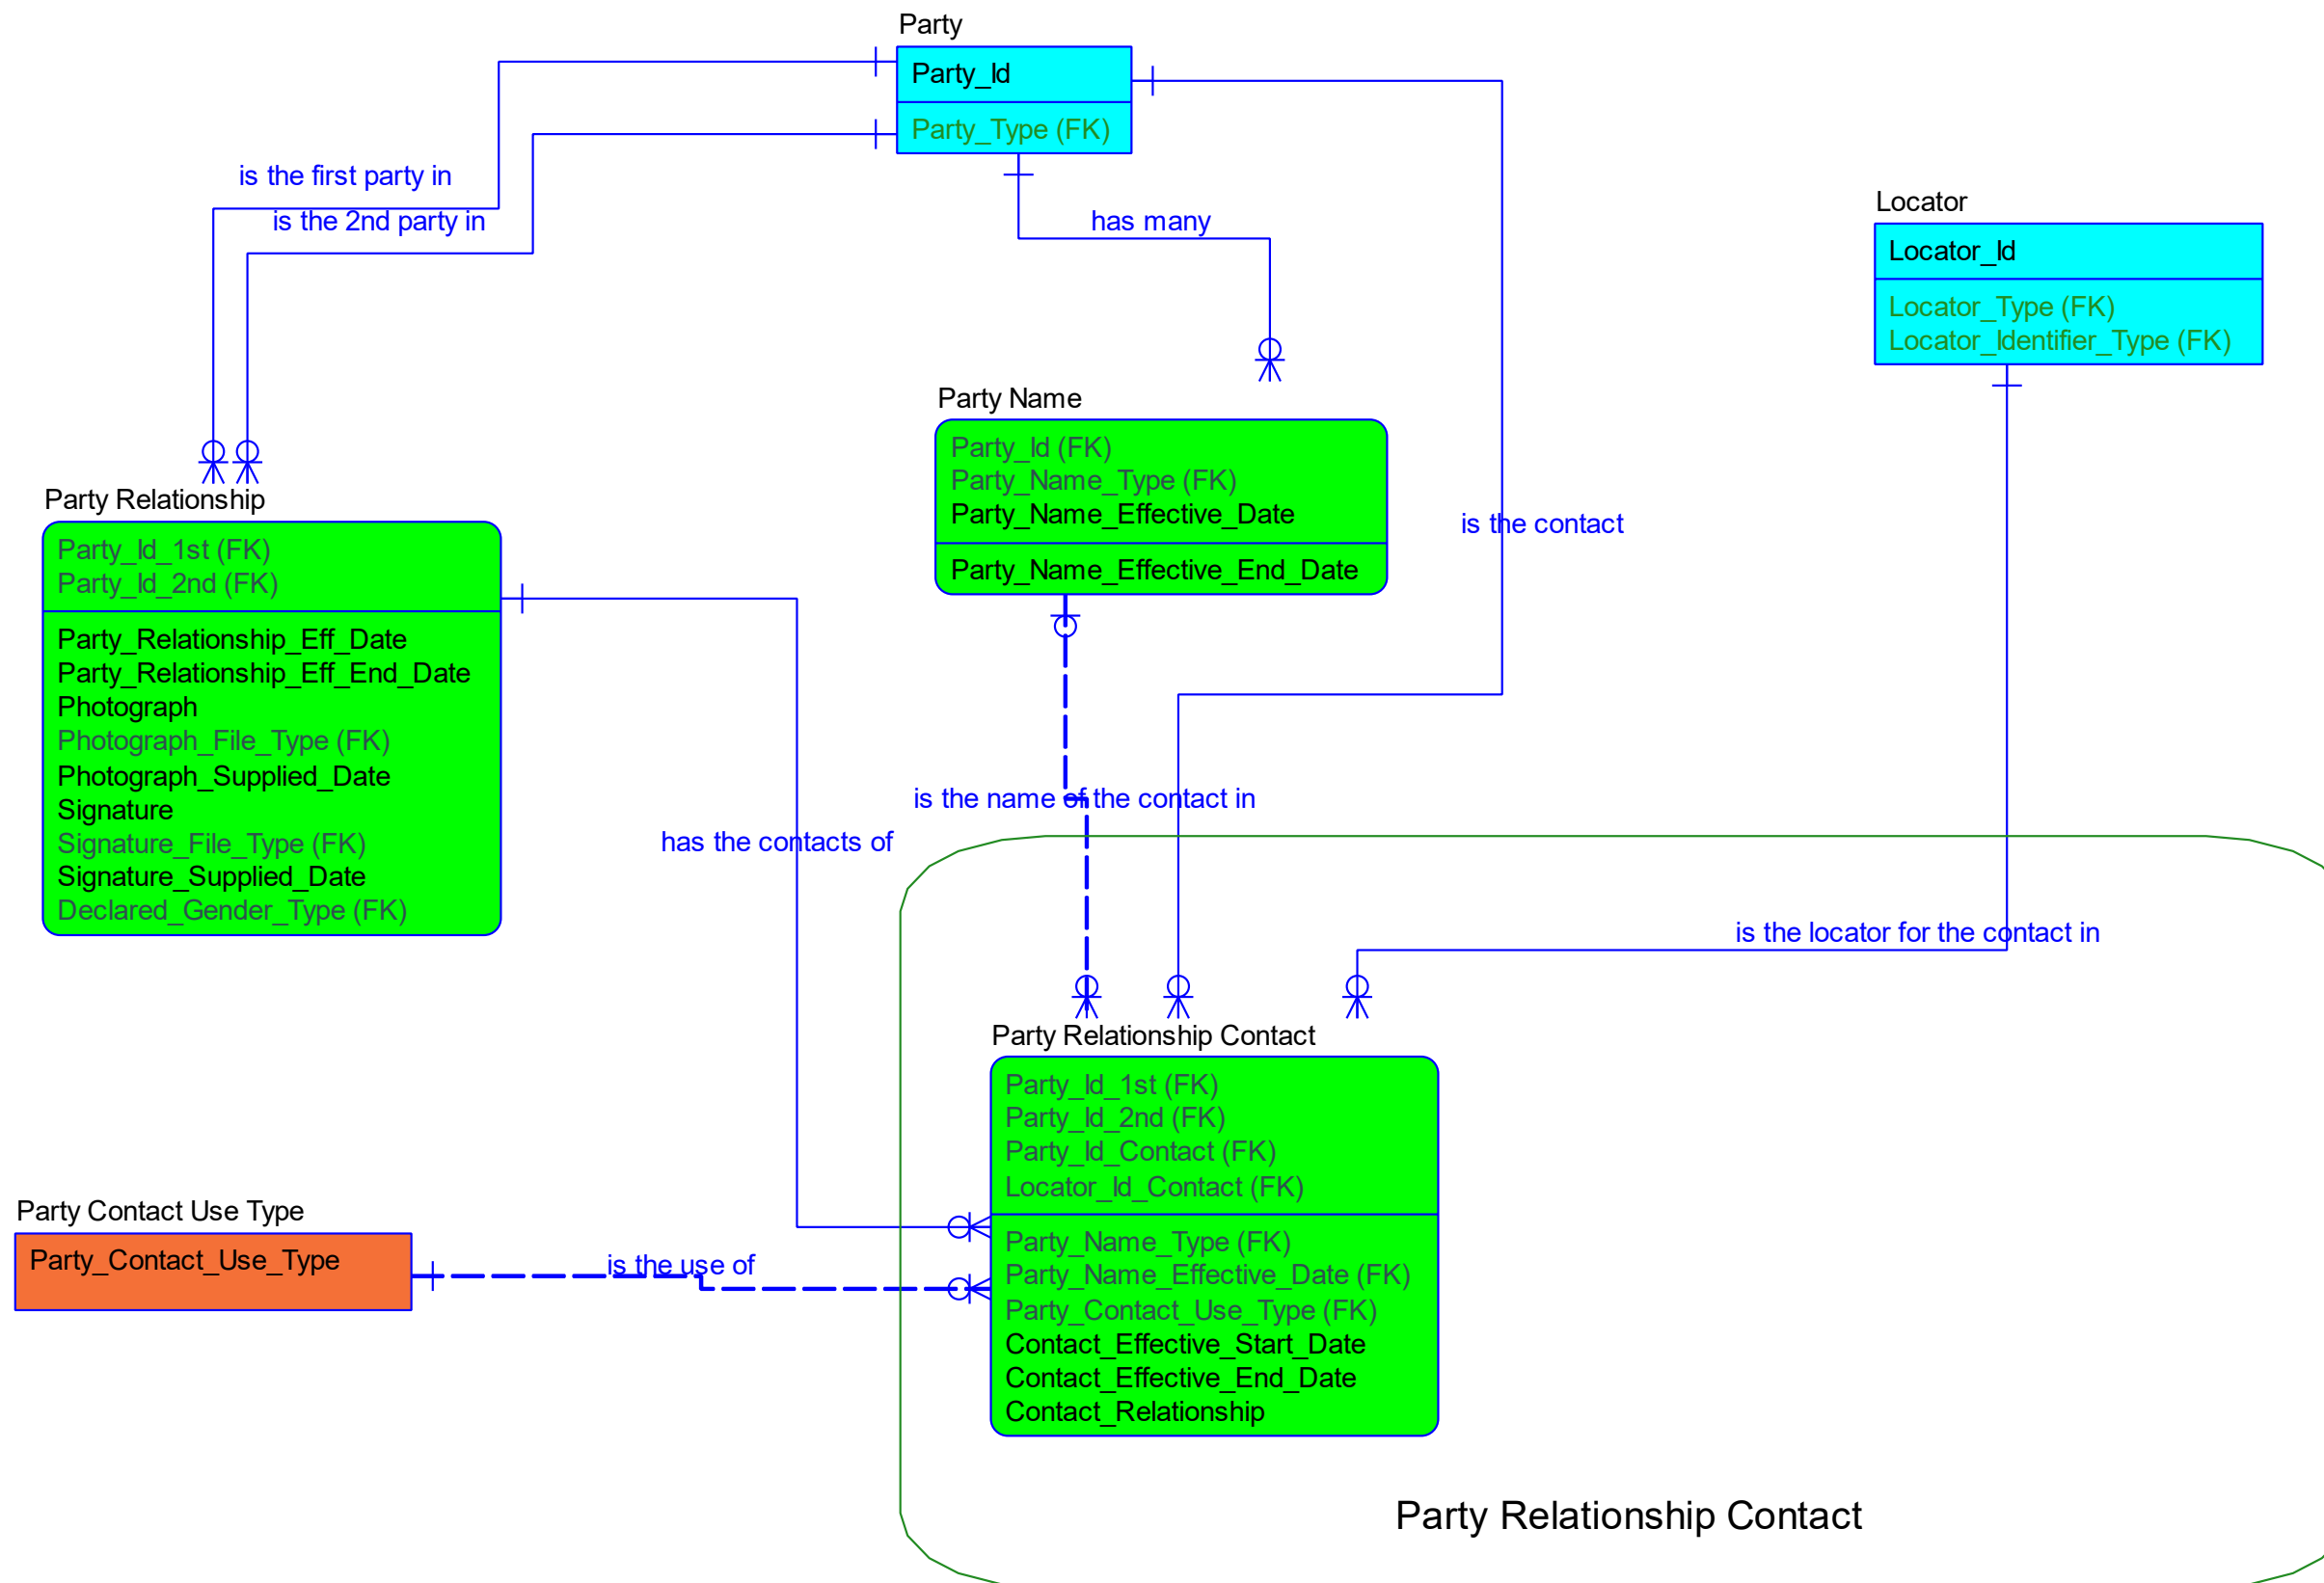 Party
Party_Id
Party_Type (FK)
is the first party in
is the 2nd party in
has many
Locator
Locator_Id
Locator_Type (FK)
Locator_Identifier_Type (FK)
Party Name
Party_Id (FK)
Party_Name_Type (FK)
Party_Name_Effective_Date
Party_Name_Effective_End_Date
is the contact
Party Relationship
Party_Id_1st (FK)
Party_Id_2nd (FK)
Party_Relationship_Eff_Date
Party_Relationship_Eff_End_Date
Photograph
Photograph_File_Type (FK)
Photograph_Supplied_Date
Signature
Signature_File_Type (FK)
Signature_Supplied_Date
Declared_Gender_Type (FK)
is the name of the contact in
has the contacts of
is the locator for the contact in
Party Relationship Contact
Party_Id_1st (FK)
Party_Id_2nd (FK)
Party_Id_Contact (FK)
Locator_Id_Contact (FK)
Party_Name_Type (FK)
Party_Name_Effective_Date (FK)
Party_Contact_Use_Type (FK)
Contact_Effective_Start_Date
Contact_Effective_End_Date
Contact_Relationship
Party Contact Use Type
Party_Contact_Use_Type
is the use of
Party Relationship Contact